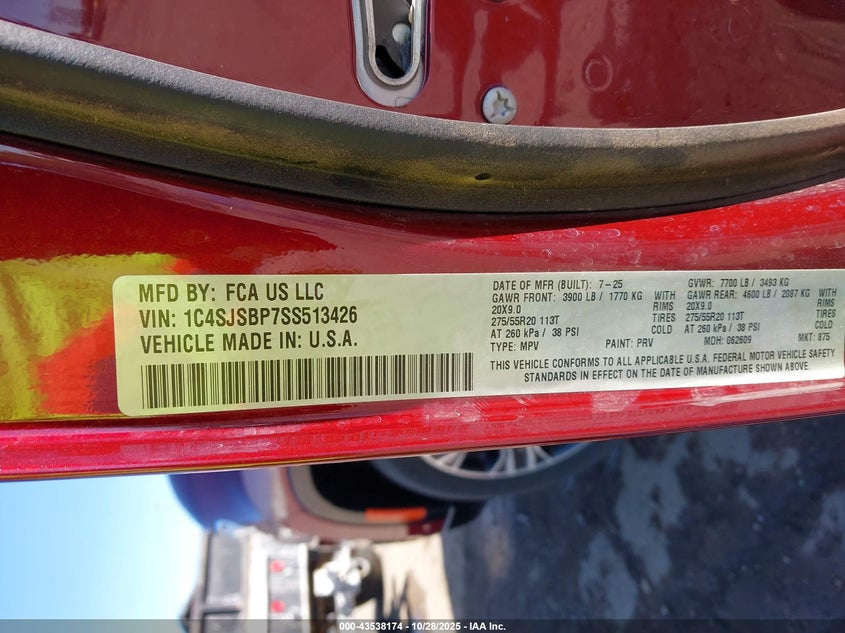 MFD BY: FCA US LLC
VIN: 1C4SJSBP7SS513426
VEHICLE MADE IN: U.S.A.
DATE OF MFR (BUILT): 7-25
GVWR: 7700 LB / 3493 KG
GAWR FRONT: 3900 LB / 1770 KG
GAWR REAR: 4600 LB / 2087 KG
20X9.0 RIMS
20X9.0 RIMS
275/55R20 113T TIRES
275/55R20 113T TIRES
AT 260 kPa / 38 PSI COLD
AT 260 kPa / 38 PSI COLD
TYPE: MPV PAINT: PRV MDH: 062609 MKT: 875
THIS VEHICLE CONFORMS TO ALL APPLICABLE U.S.A. FEDERAL MOTOR VEHICLE SAFETY
STANDARDS IN EFFECT ON THE DATE OF MANUFACTURE SHOWN ABOVE.
000-43538174 - 10/28/2025 - IAA Inc.